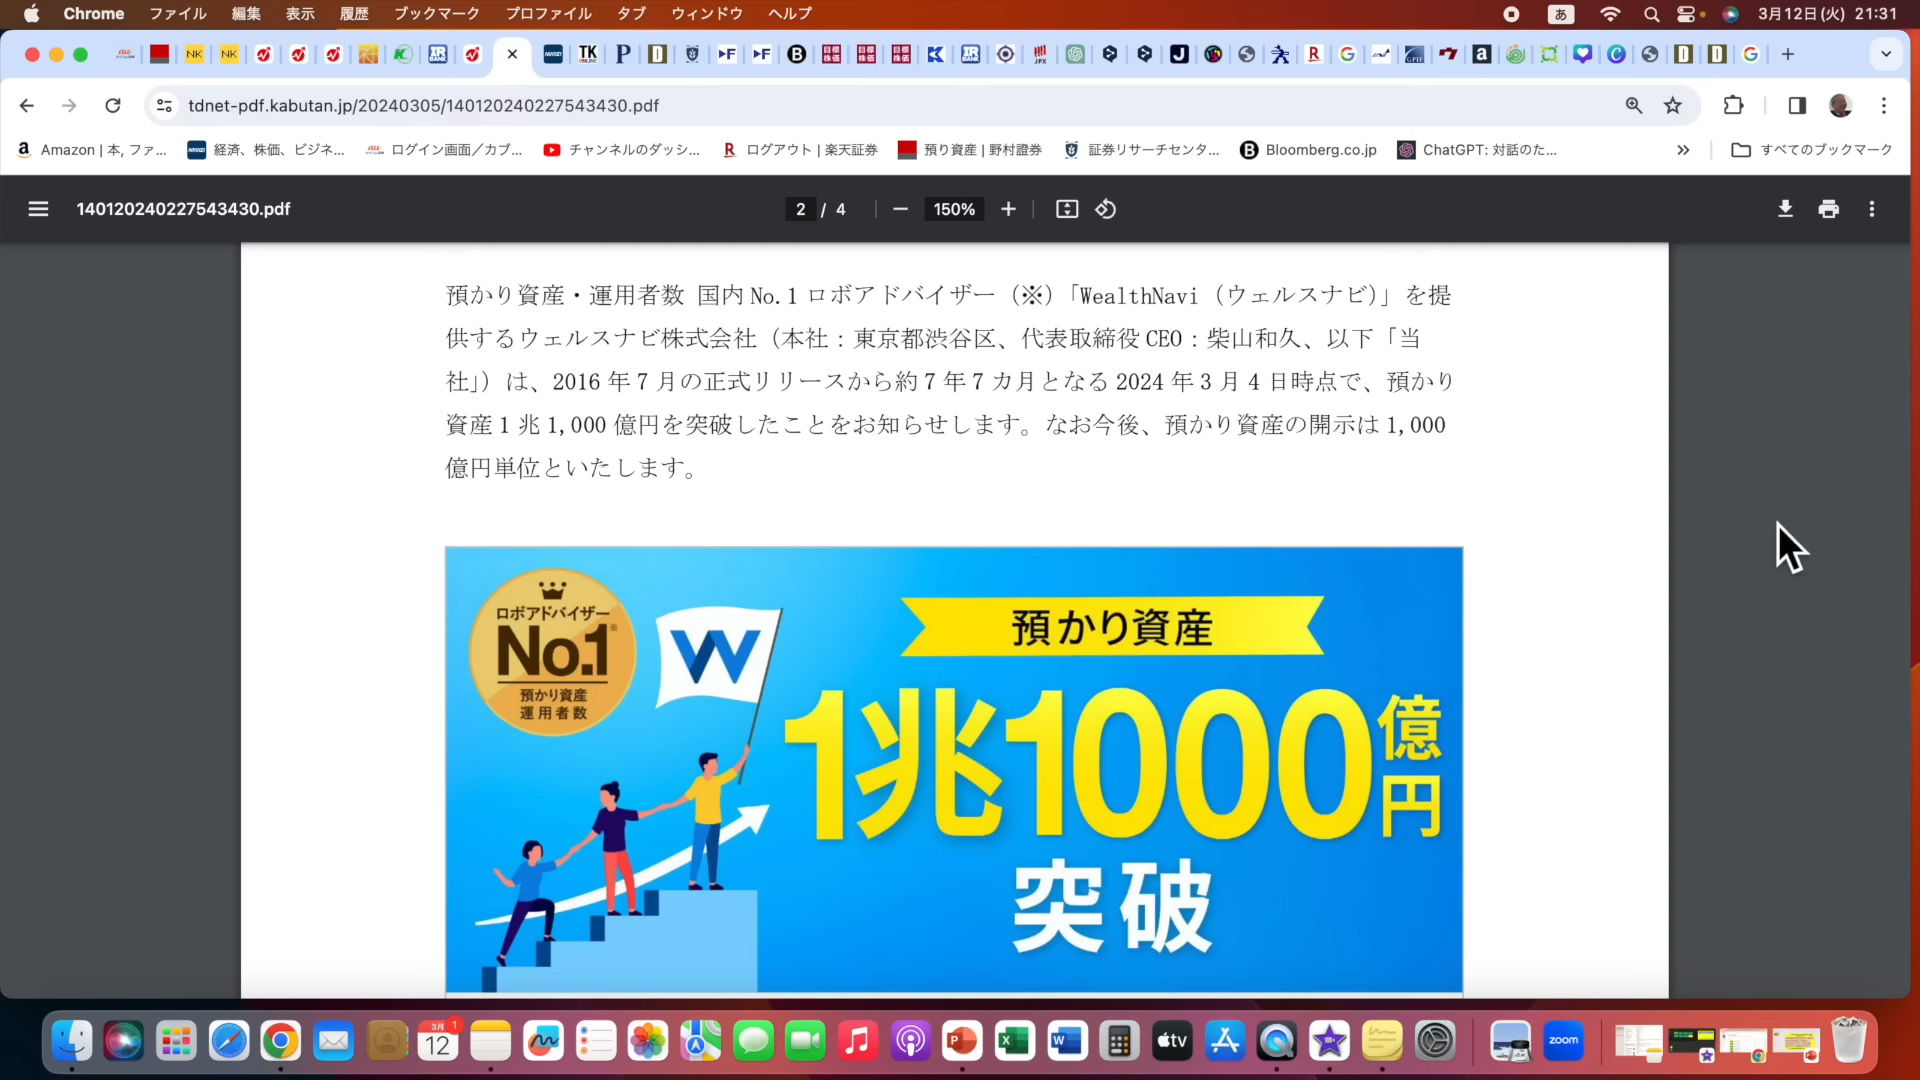 Chrome ファイル 編集 表示 履歴 ブックマーク プロファイル タブ ウィンドウ ヘルプ あ 3月12日(火) 21:31
tdnet-pdf.kabutan.jp/20240305/140120240227543430.pdf
Amazon | 本, ファ... 経済、株価、ビジネ... ログイン画面／カブ... チャンネルのダッシ... ログアウト | 楽天証券 預り資産 | 野村證券 証券リサーチセンタ... Bloomberg.co.jp ChatGPT: 対話のた... » すべてのブックマーク
140120240227543430.pdf 2 / 4 150%
預かり資産・運用者数 国内 No.1 ロボアドバイザー（※）「WealthNavi（ウェルスナビ）」を提
供するウェルスナビ株式会社（本社：東京都渋谷区、代表取締役 CEO：柴山和久、以下「当
社」）は、2016 年 7 月の正式リリースから約 7 年 7 カ月となる 2024 年 3 月 4 日時点で、預かり
資産 1 兆 1,000 億円を突破したことをお知らせします。なお今後、預かり資産の開示は 1,000
億円単位といたします。
ロボアドバイザー
No.1※
預かり資産
運用者数
W
預かり資産
1兆1000億円
突破
3月 1
12
tv
zoom